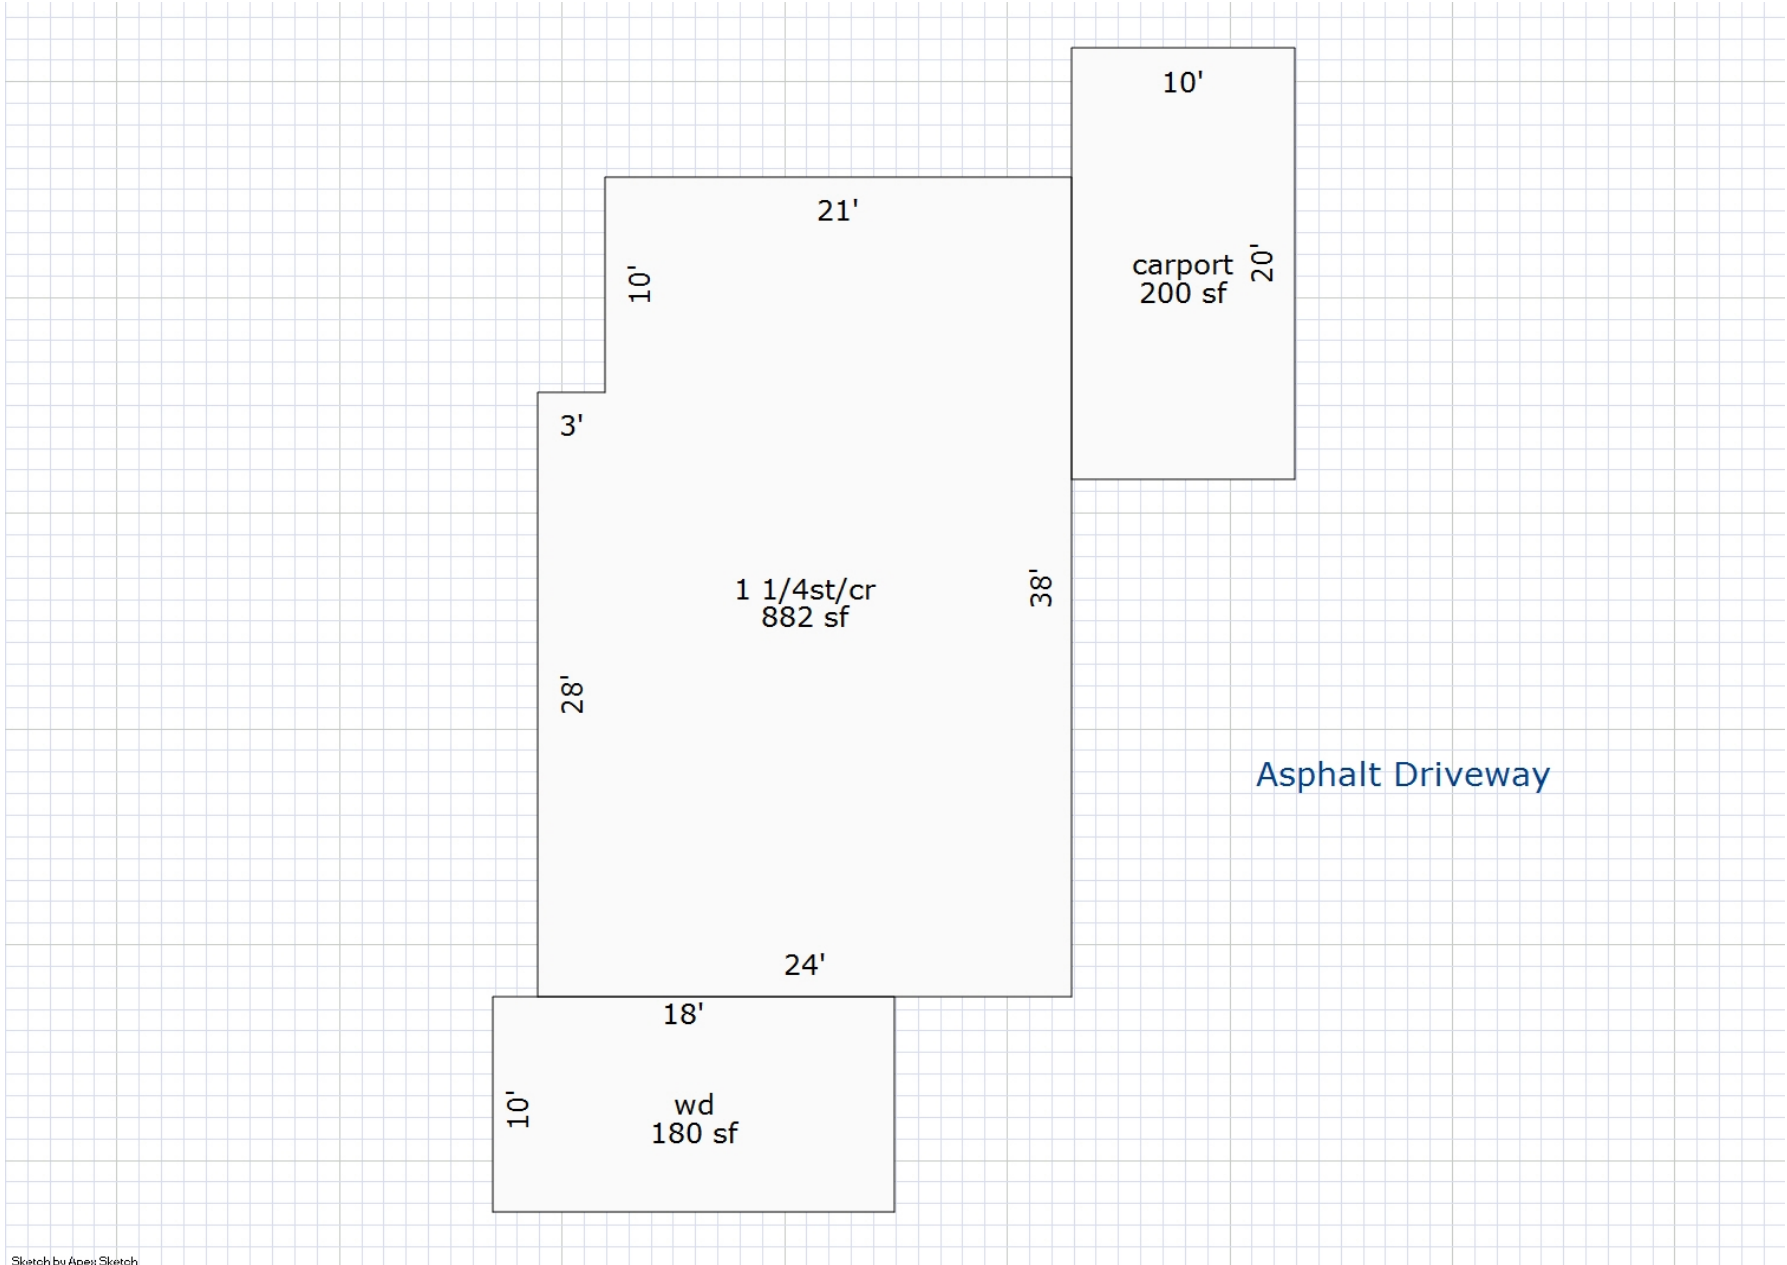 10'
21'
10'
carport
200 sf
20'
3'
1 1/4st/cr
882 sf
38'
28'
Asphalt Driveway
24'
18'
10'
wd
180 sf
Sketch by Apex Sketch